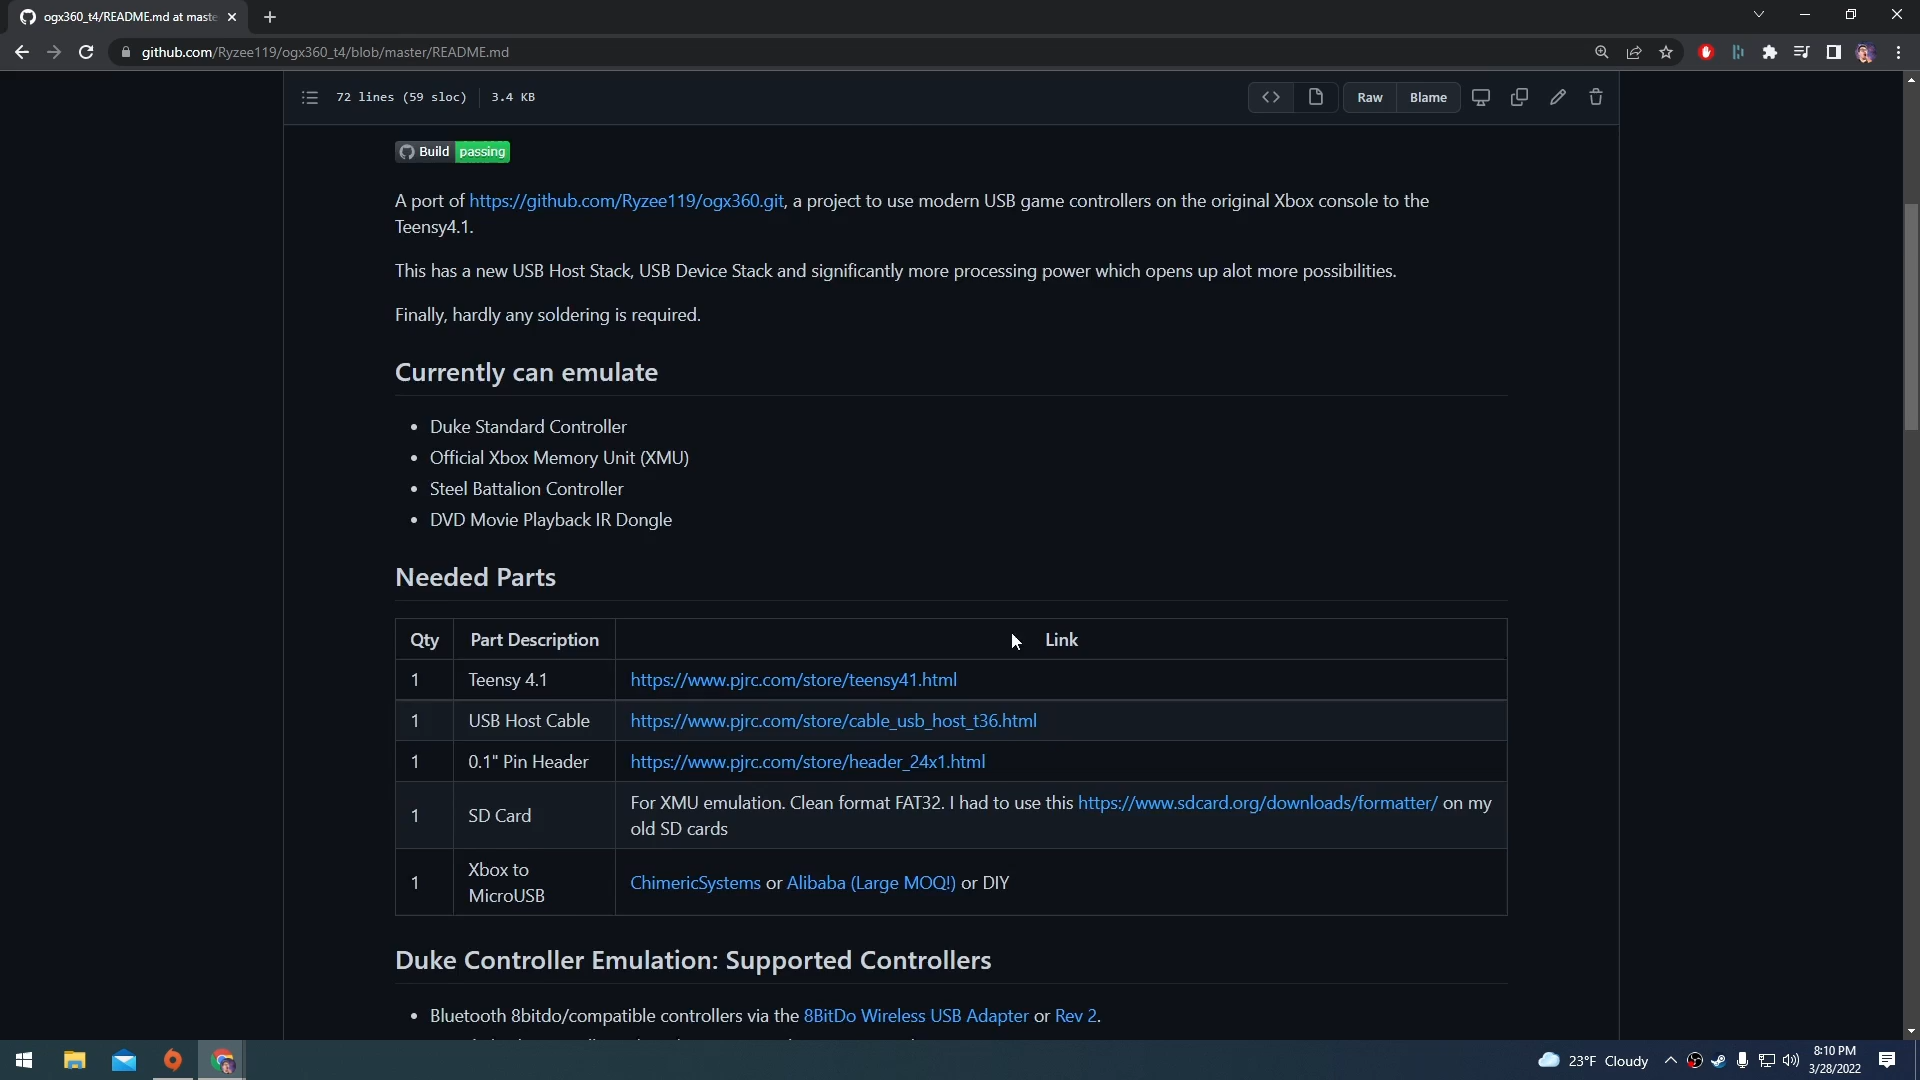 ogx360_t4/README.md at maste
github.com/Ryzee119/ogx360_t4/blob/master/README.md
72 lines (59 sloc) 3.4 KB
Raw
Blame
Build passing
A port of https://github.com/Ryzee119/ogx360.git, a project to use modern USB game controllers on the original Xbox console to the
Teensy4.1.
This has a new USB Host Stack, USB Device Stack and significantly more processing power which opens up alot more possibilities.
Finally, hardly any soldering is required.
Currently can emulate
• Duke Standard Controller
• Official Xbox Memory Unit (XMU)
• Steel Battalion Controller
• DVD Movie Playback IR Dongle
Needed Parts
Qty Part Description Link
1 Teensy 4.1 https://www.pjrc.com/store/teensy41.html
1 USB Host Cable https://www.pjrc.com/store/cable_usb_host_t36.html
1 0.1" Pin Header https://www.pjrc.com/store/header_24x1.html
1 SD Card For XMU emulation. Clean format FAT32. I had to use this https://www.sdcard.org/downloads/formatter/ on my
old SD cards
1 Xbox to
MicroUSB ChimericSystems or Alibaba (Large MOQ!) or DIY
Duke Controller Emulation: Supported Controllers
• Bluetooth 8bitdo/compatible controllers via the 8BitDo Wireless USB Adapter or Rev 2.
23°F Cloudy
8:10 PM
3/28/2022